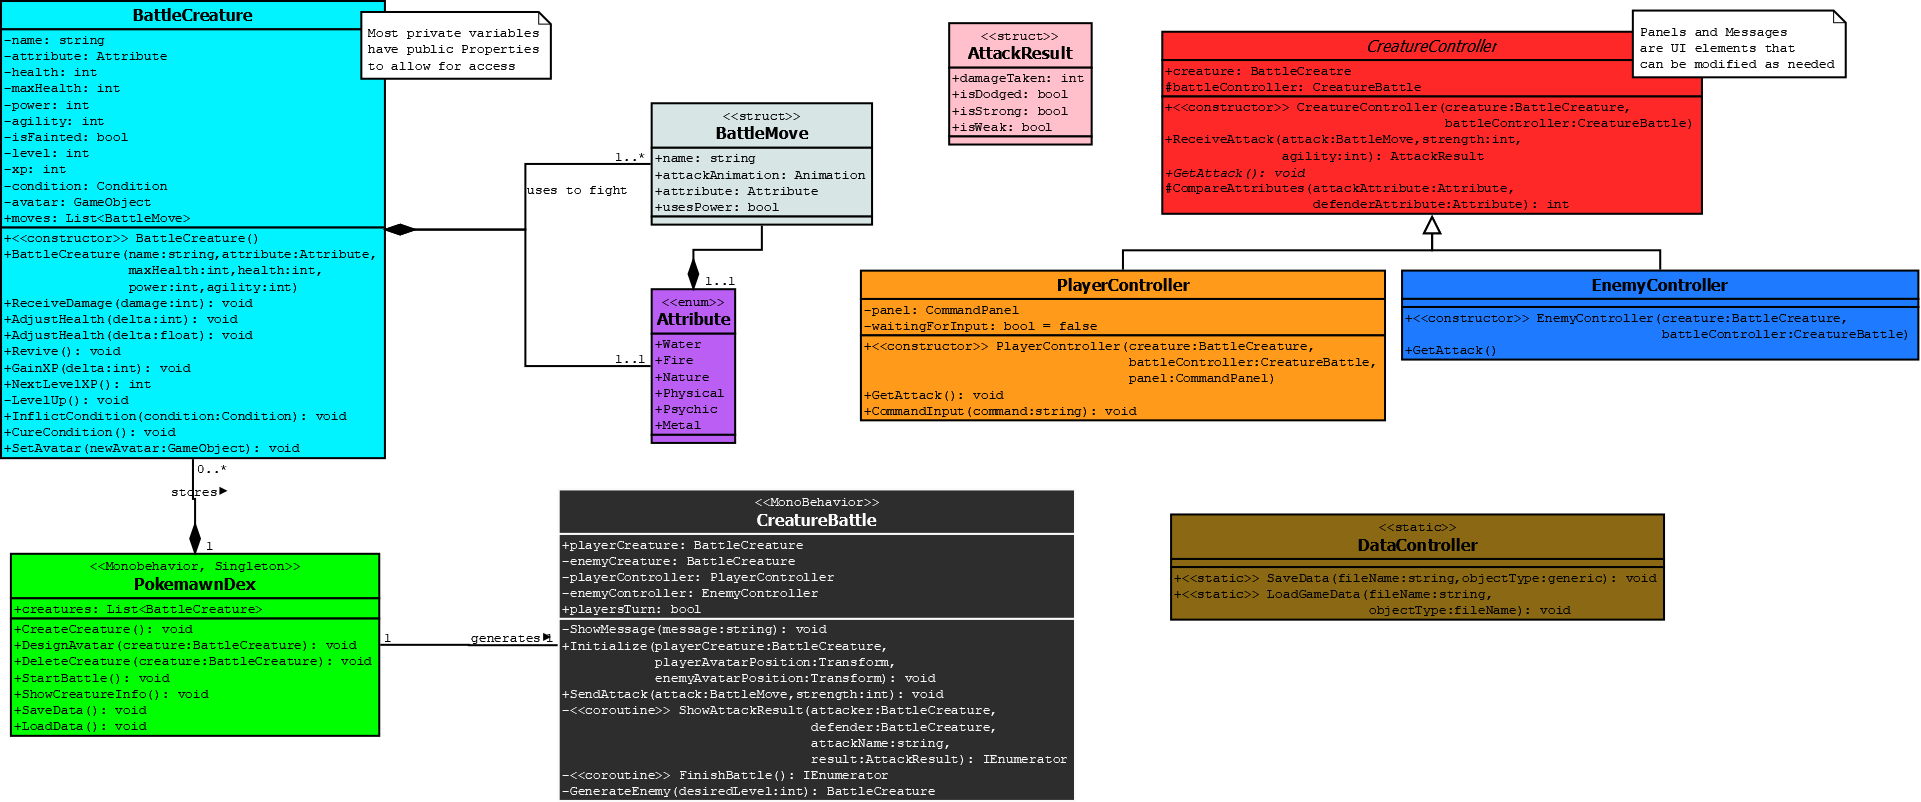 BattleCreature
-name: string
-attribute: Attribute
-health: int
-maxHealth: int
-power: int
-agility: int
-isFainted: bool
-level: int
-xp: int
-condition: Condition
-avatar: GameObject
+moves: List<BattleMove>
+<<constructor>> BattleCreature()
+BattleCreature(name:string,attribute:Attribute,
maxHealth:int,health:int,
power:int,agility:int)
+ReceiveDamage(damage:int): void
+AdjustHealth(delta:int): void
+AdjustHealth(delta:float): void
+Revive(): void
+GainXP(delta:int): void
+NextLevelXP(): int
-LevelUp(): void
+InflictCondition(condition:Condition): void
+CureCondition(): void
+SetAvatar(newAvatar:GameObject): void
Most private variables
have public Properties
to allow for access
1..*
uses to fight
1..1
<<struct>>
BattleMove
+name: string
+attackAnimation: Animation
+attribute: Attribute
+usesPower: bool
1..1
<<enum>>
Attribute
+Water
+Fire
+Nature
+Physical
+Psychic
+Metal
<<struct>>
AttackResult
+damageTaken: int
+isDodged: bool
+isStrong: bool
+isWeak: bool
CreatureController
+creature: BattleCreatre
#battleController: CreatureBattle
+<<constructor>> CreatureController(creature:BattleCreature,
battleController:CreatureBattle)
+ReceiveAttack(attack:BattleMove,strength:int,
agility:int): AttackResult
+GetAttack(): void
#CompareAttributes(attackAttribute:Attribute,
defenderAttribute:Attribute): int
Panels and Messages
are UI elements that
can be modified as needed
PlayerController
-panel: CommandPanel
-waitingForInput: bool = false
+<<constructor>> PlayerController(creature:BattleCreature,
battleController:CreatureBattle,
panel:CommandPanel)
+GetAttack(): void
+CommandInput(command:string): void
EnemyController
+<<constructor>> EnemyController(creature:BattleCreature,
battleController:CreatureBattle)
+GetAttack()
0..*
stores
1
<<Monobehavior, Singleton>>
PokemawnDex
+creatures: List<BattleCreature>
+CreateCreature(): void
+DesignAvatar(creature:BattleCreature): void
+DeleteCreature(creature:BattleCreature): void
+StartBattle(): void
+ShowCreatureInfo(): void
+SaveData(): void
+LoadData(): void
1
generates
1
<<MonoBehavior>>
CreatureBattle
+playerCreature: BattleCreature
-enemyCreature: BattleCreature
-playerController: PlayerController
-enemyController: EnemyController
+playersTurn: bool
-ShowMessage(message:string): void
+Initialize(playerCreature:BattleCreature,
playerAvatarPosition:Transform,
enemyAvatarPosition:Transform): void
+SendAttack(attack:BattleMove,strength:int): void
-<<coroutine>> ShowAttackResult(attacker:BattleCreature,
defender:BattleCreature,
attackName:string,
result:AttackResult): IEnumerator
-<<coroutine>> FinishBattle(): IEnumerator
-GenerateEnemy(desiredLevel:int): BattleCreature
<<static>>
DataController
+<<static>> SaveData(fileName:string,objectType:generic): void
+<<static>> LoadGameData(fileName:string,
objectType:fileName): void